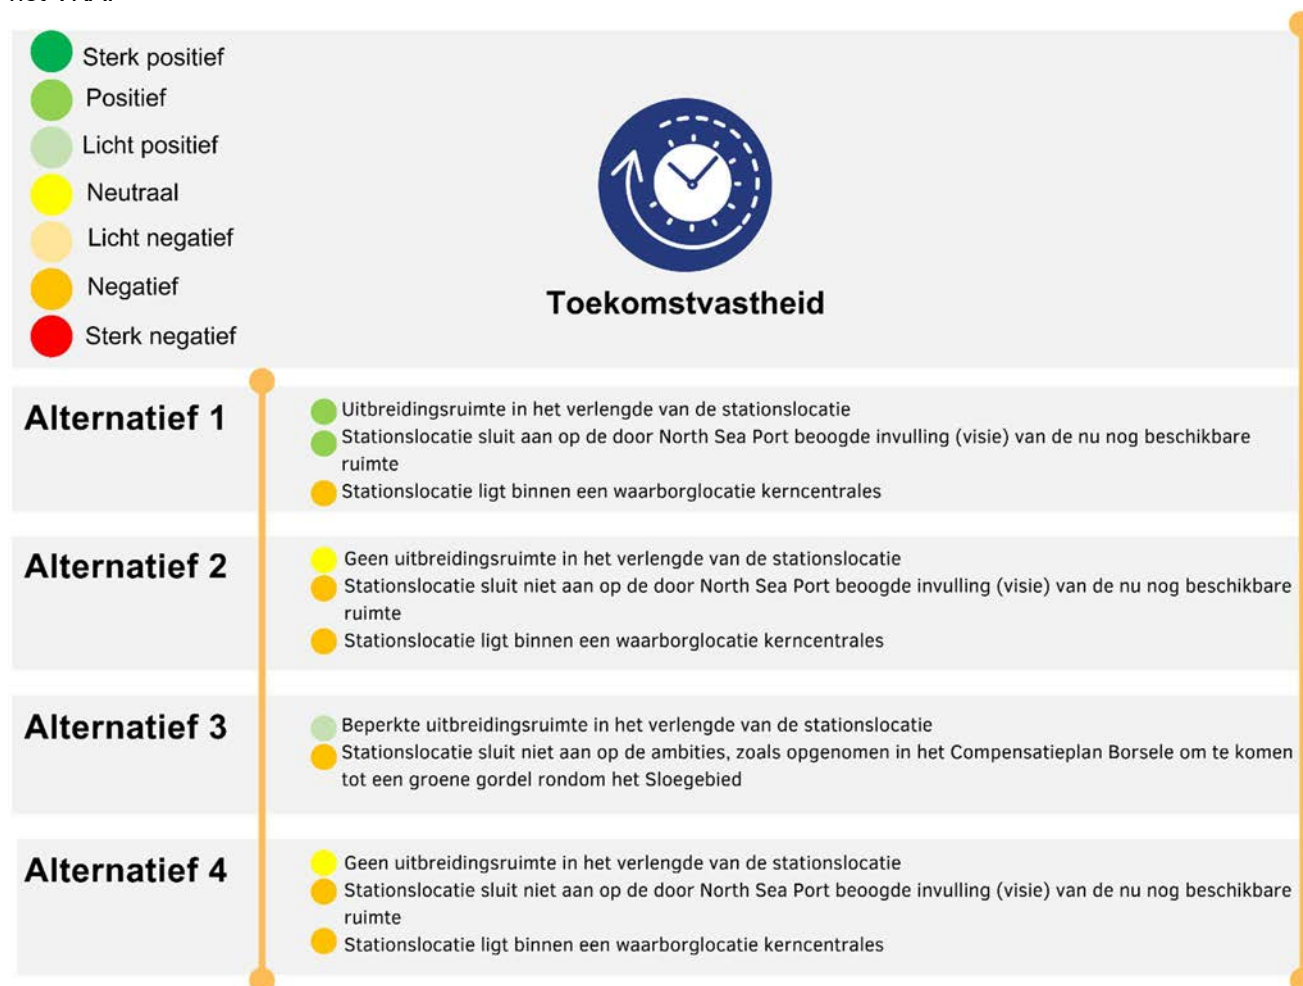 Sterk positief
Positief
Licht positief
Neutraal
Licht negatief
Negatief
Sterk negatief
Toekomstvastheid
Alternatief 1
Uitbreidingsruimte in het verlengde van de stationslocatie
Stationslocatie sluit aan op de door North Sea Port beoogde invulling (visie) van de nu nog beschikbare
ruimte
Stationslocatie ligt binnen een waarborglocatie kerncentrales
Alternatief 2
Geen uitbreidingsruimte in het verlengde van de stationslocatie
Stationslocatie sluit niet aan op de door North Sea Port beoogde invulling (visie) van de nu nog beschikbare
ruimte
Stationslocatie ligt binnen een waarborglocatie kerncentrales
Alternatief 3
Beperkte uitbreidingsruimte in het verlengde van de stationslocatie
Stationslocatie sluit niet aan op de ambities, zoals opgenomen in het Compensatieplan Borsele om te komen
tot een groene gordel rondom het Sloegebied
Alternatief 4
Geen uitbreidingsruimte in het verlengde van de stationslocatie
Stationslocatie sluit niet aan op de door North Sea Port beoogde invulling (visie) van de nu nog beschikbare
ruimte
Stationslocatie ligt binnen een waarborglocatie kerncentrales